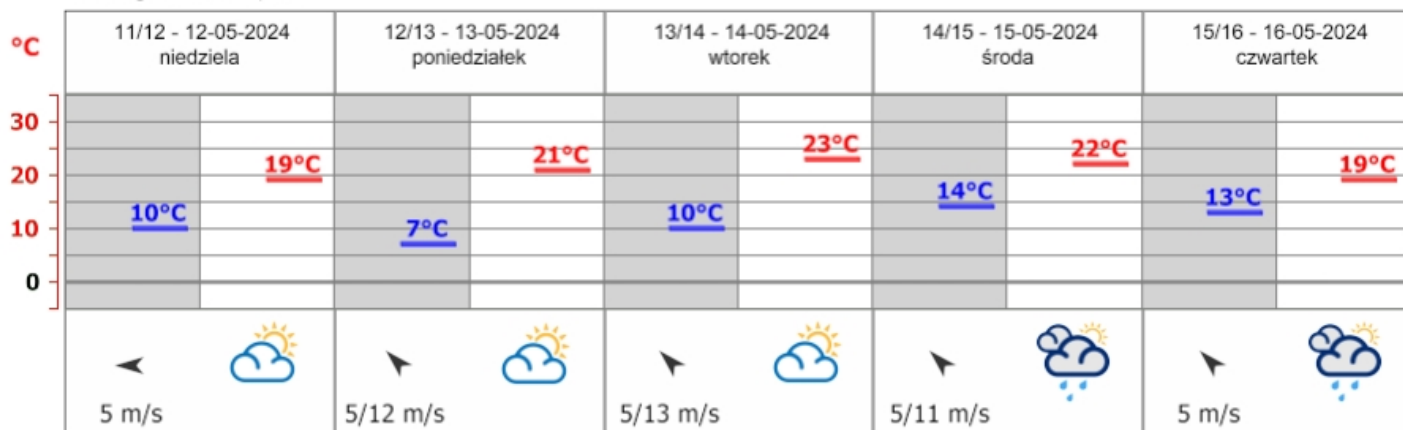 °C
11/12 - 12-05-2024
niedziela
12/13 - 13-05-2024
poniedziałek
13/14 - 14-05-2024
wtorek
14/15 - 15-05-2024
środa
15/16 - 16-05-2024
czwartek
30
20
10
0
10°C
19°C
7°C
21°C
10°C
23°C
14°C
22°C
13°C
19°C
5 m/s
5/12 m/s
5/13 m/s
5/11 m/s
5 m/s